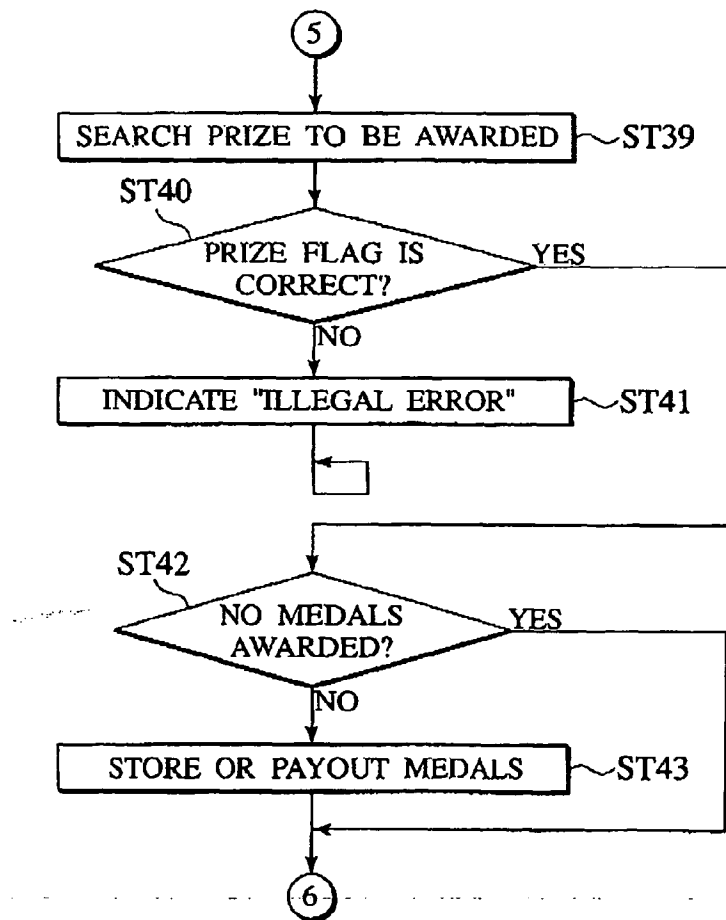 5
SEARCH PRIZE TO BE AWARDED
ST39
ST40
PRIZE FLAG IS
CORRECT?
YES
NO
INDICATE "ILLEGAL ERROR"
ST41
ST42
NO MEDALS
AWARDED?
YES
NO
STORE OR PAYOUT MEDALS
ST43
6